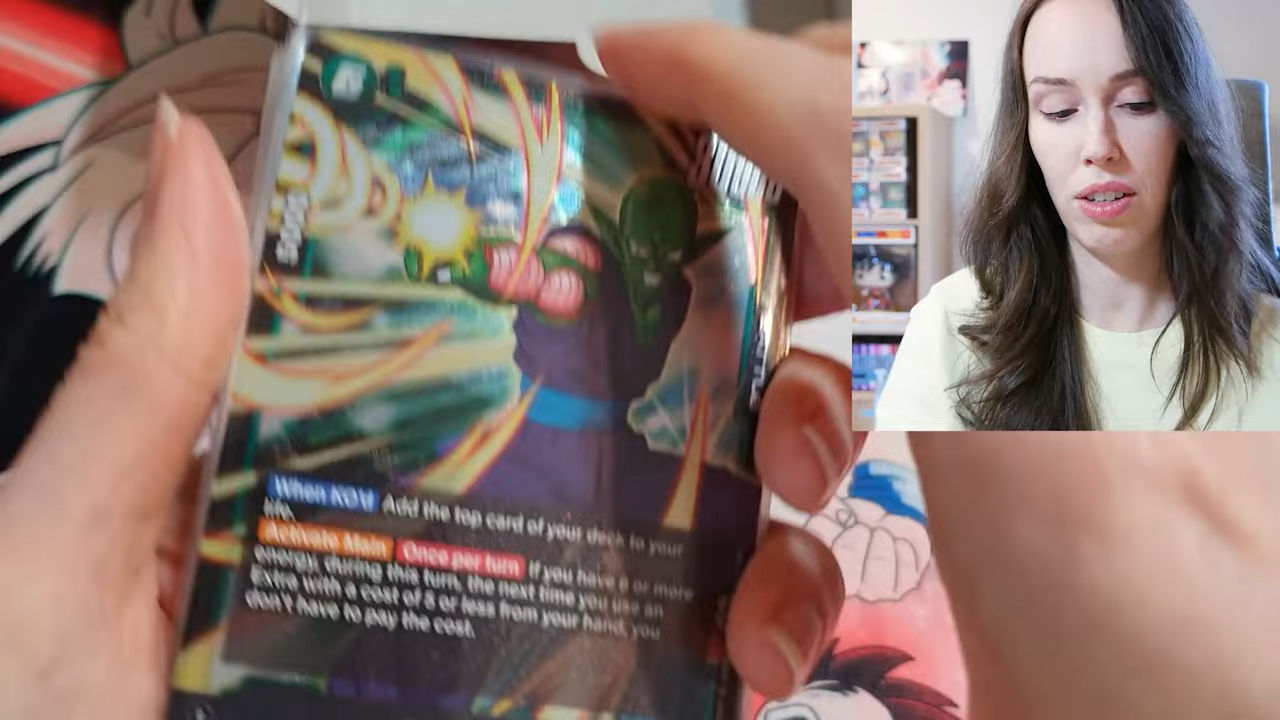 When KO'd Add the top card of your deck to your
life.
Activate Main Once per turn If you have 8 or more
energy, during this turn, the next time you use an
Extra with a cost of 8 or less from your hand, you
don't have to pay the cost.